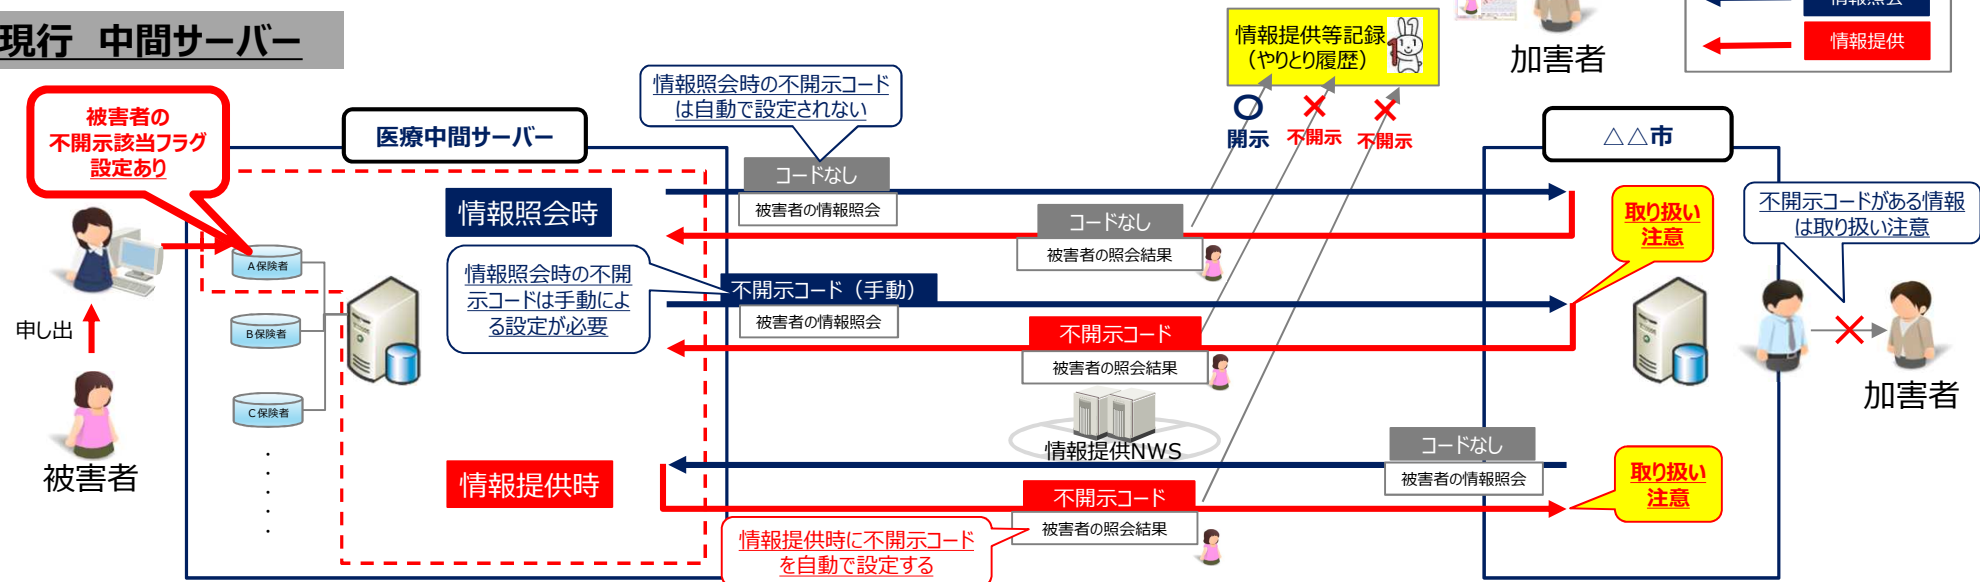 現行 中間サーバー
情報照会
情報提供
加害者
情報提供等記録
（やりとり履歴）
情報照会時の不開示コード
は自動で設定されない
被害者の
不開示該当フラグ
設定あり
医療中間サーバー
△△市
開示
不開示
不開示
コードなし
被害者の情報照会
情報照会時
コードなし
被害者の照会結果
取り扱い
注意
不開示コードがある情報
は取り扱い注意
A保険者
情報照会時の不開
示コードは手動によ
る設定が必要
不開示コード（手動）
被害者の情報照会
申し出
B保険者
不開示コード
被害者の照会結果
C保険者
加害者
被害者
情報提供NWS
コードなし
被害者の情報照会
情報提供時
取り扱い
注意
不開示コード
被害者の照会結果
情報提供時に不開示コード
を自動で設定する